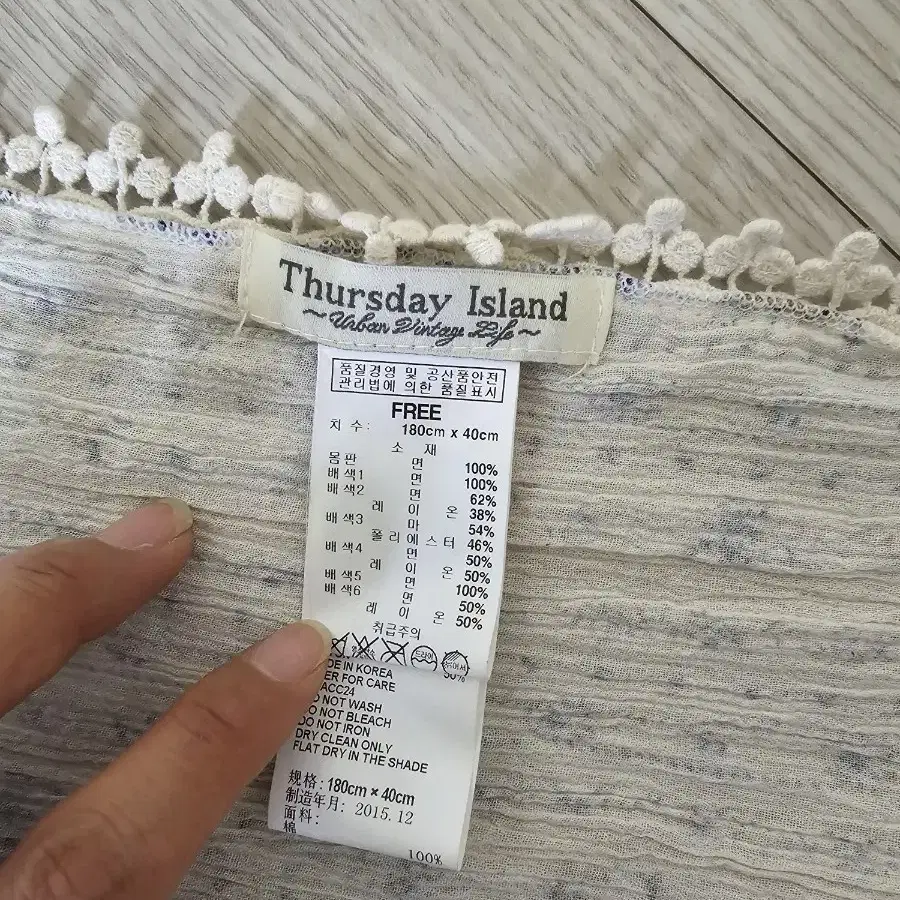 Thursday Island
~Urban Vintage Life~
품질경영 및 공산품안전
관리법에 의한 품질표시
FREE
치 수: 180cm x 40cm
소 재
몸판 면 100%
배색1 면 100%
배색2 면 62%
레 이 온 38%
배색3 마 54%
폴리에스터 46%
배색4 면 50%
레 이 온 50%
배색5 면 100%
배색6 면 50%
레 이 온 50%
취급주의
드라이
50%
DE IN KOREA
ER FOR CARE
ACC24
DO NOT WASH
DO NOT BLEACH
DO NOT IRON
DRY CLEAN ONLY
FLAT DRY IN THE SHADE
规格: 180cm × 40cm
制造年月: 2015.12
面料:
棉
100%